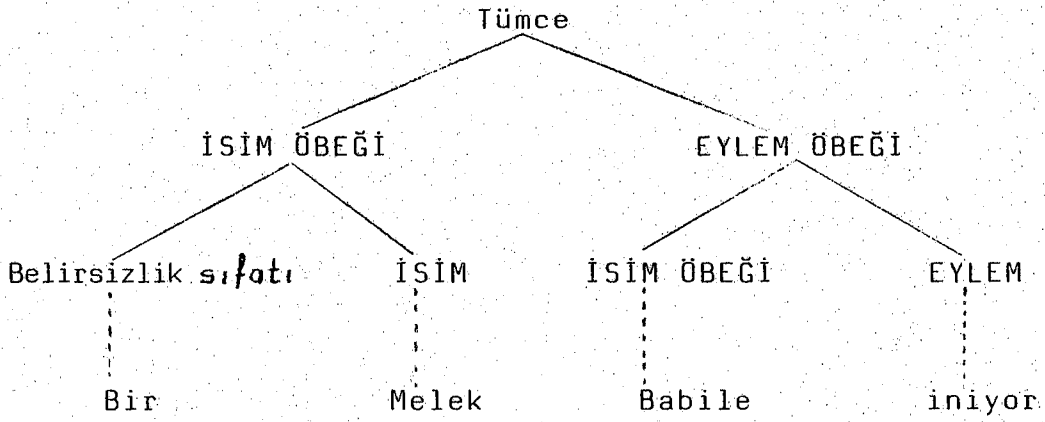 Tümce
İSİM ÖBEĞİ EYLEM ÖBEĞİ
Belirsizlik sıfatı İSİM İSİM ÖBEĞİ EYLEM
Bir Melek Babile iniyor